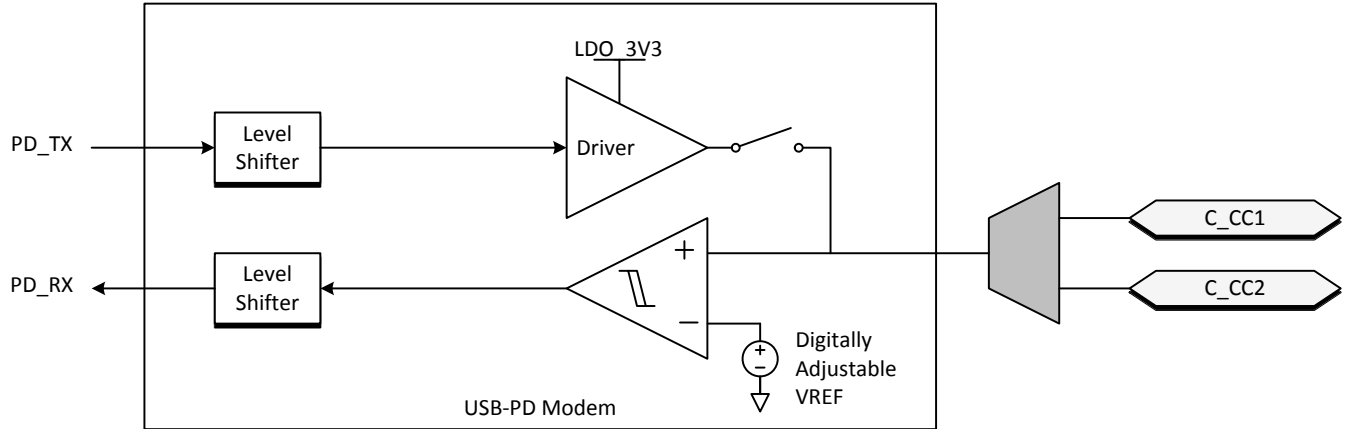 LDO_3V3
PD_TX
Level
Shifter
Driver
C_CC1
PD_RX
Level
Shifter
+
−
C_CC2
+
−
Digitally
Adjustable
VREF
USB-PD Modem